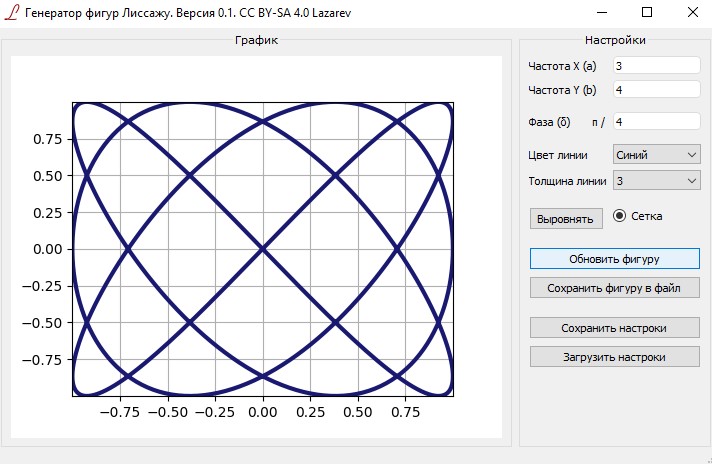 Генератор фигур Лиссажу. Версия 0.1. CC BY-SA 4.0 Lazarev
График
0.75
0.50
0.25
0.00
−0.25
−0.50
−0.75
−0.75 −0.50 −0.25 0.00 0.25 0.50 0.75
Настройки
Частота X (a) 3
Частота Y (b) 4
Фаза (δ) п / 4
Цвет линии Синий
Толщина линии 3
Выровнять Сетка
Обновить фигуру
Сохранить фигуру в файл
Сохранить настройки
Загрузить настройки